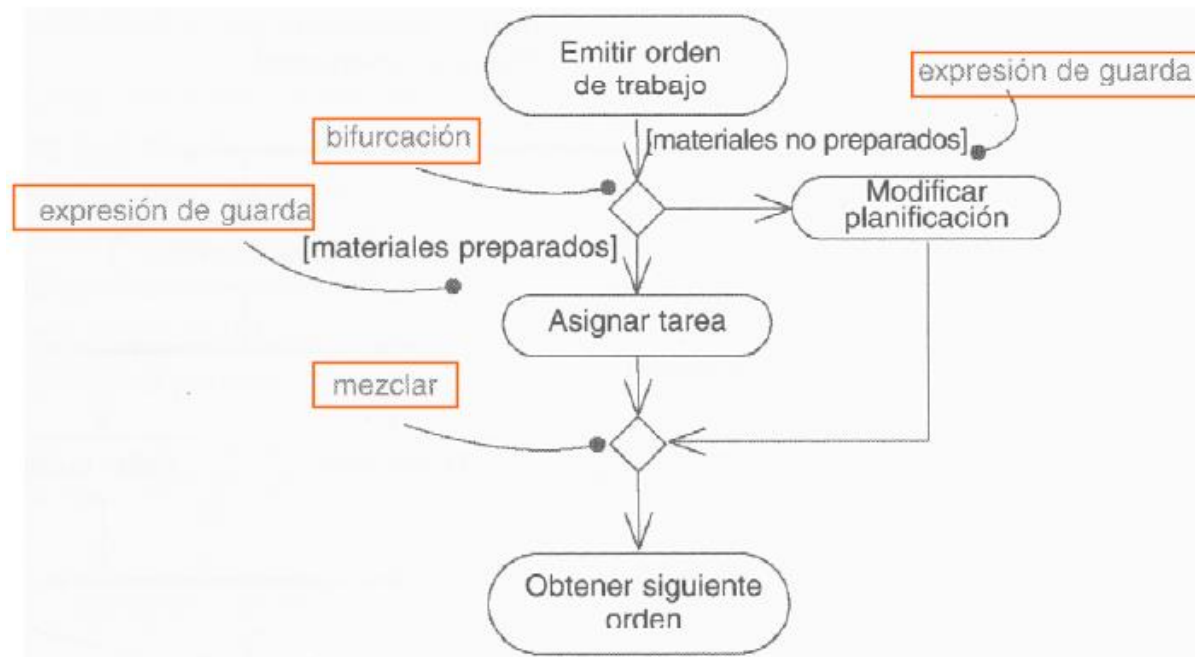 Emitir orden
de trabajo
expresión de guarda
bifurcación
[materiales no preparados]
Modificar
planificación
expresión de guarda
[materiales preparados]
Asignar tarea
mezclar
Obtener siguiente
orden